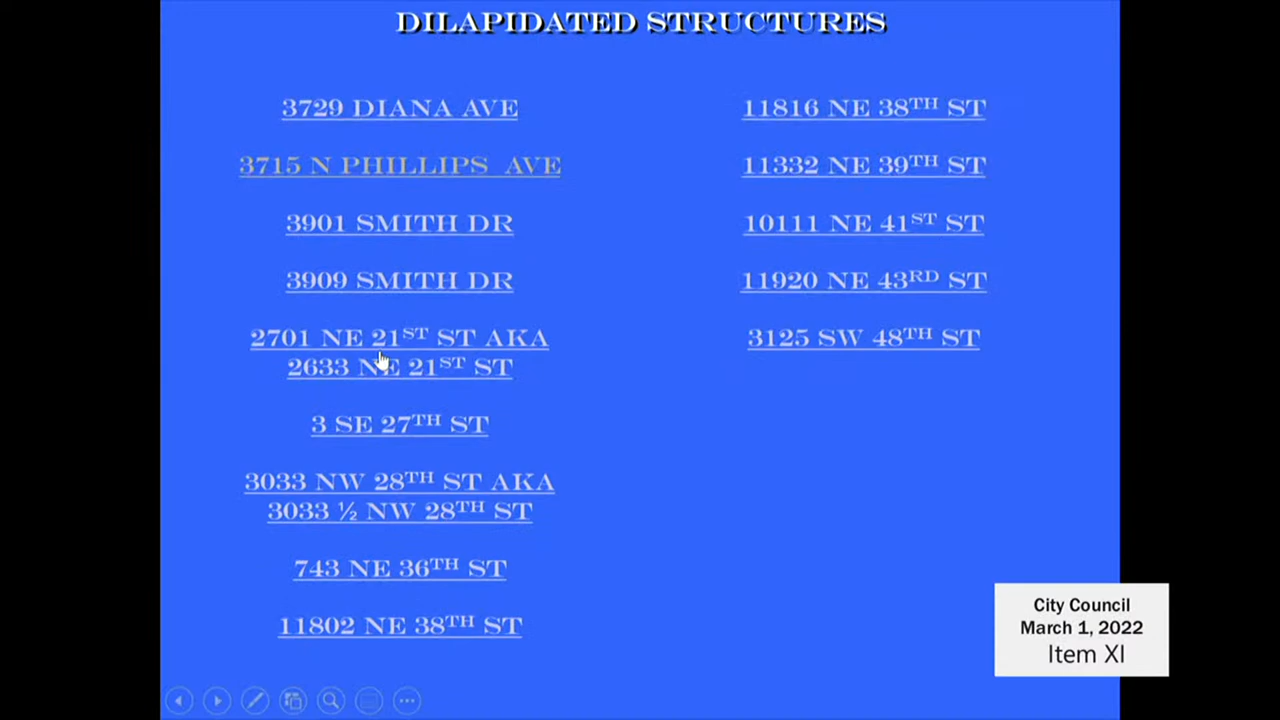 DILAPIDATED STRUCTURES
3729 DIANA AVE
3715 N PHILLIPS AVE
3901 SMITH DR
3909 SMITH DR
2701 NE 21ST ST AKA
2633 NE 21ST ST
3 SE 27TH ST
3033 NW 28TH ST AKA
3033 ½ NW 28TH ST
743 NE 36TH ST
11802 NE 38TH ST
11816 NE 38TH ST
11332 NE 39TH ST
10111 NE 41ST ST
11920 NE 43RD ST
3125 SW 48TH ST
City Council
March 1, 2022
Item XI